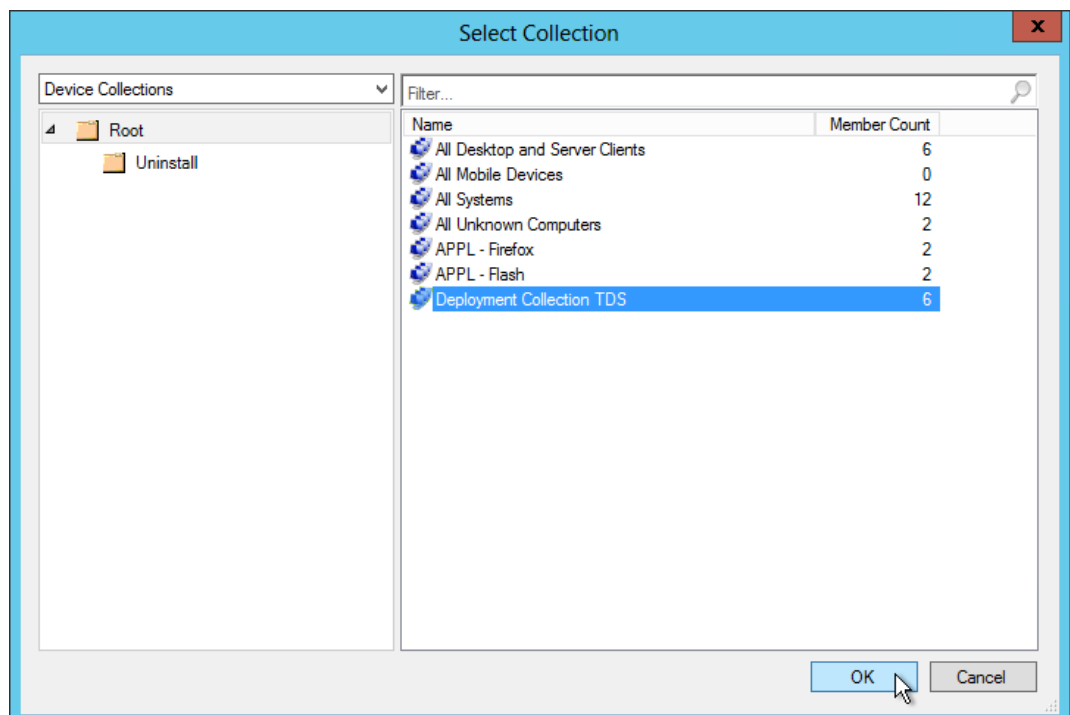 Select Collection
x
Device Collections
Filter...
Root
Uninstall
Name Member Count
All Desktop and Server Clients 6
All Mobile Devices 0
All Systems 12
All Unknown Computers 2
APPL - Firefox 2
APPL - Flash 2
Deployment Collection TDS 6
OK Cancel